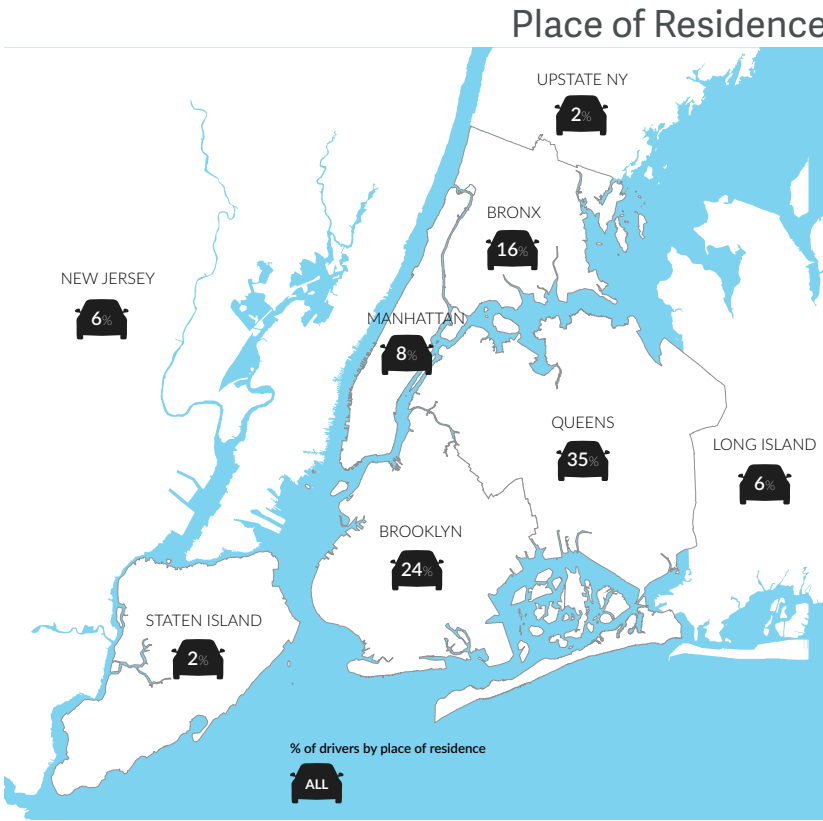 Place of Residence
UPSTATE NY
2%
BRONX
16%
NEW JERSEY
6%
MANHATTAN
8%
QUEENS
35%
LONG ISLAND
6%
BROOKLYN
24%
STATEN ISLAND
2%
% of drivers by place of residence
ALL